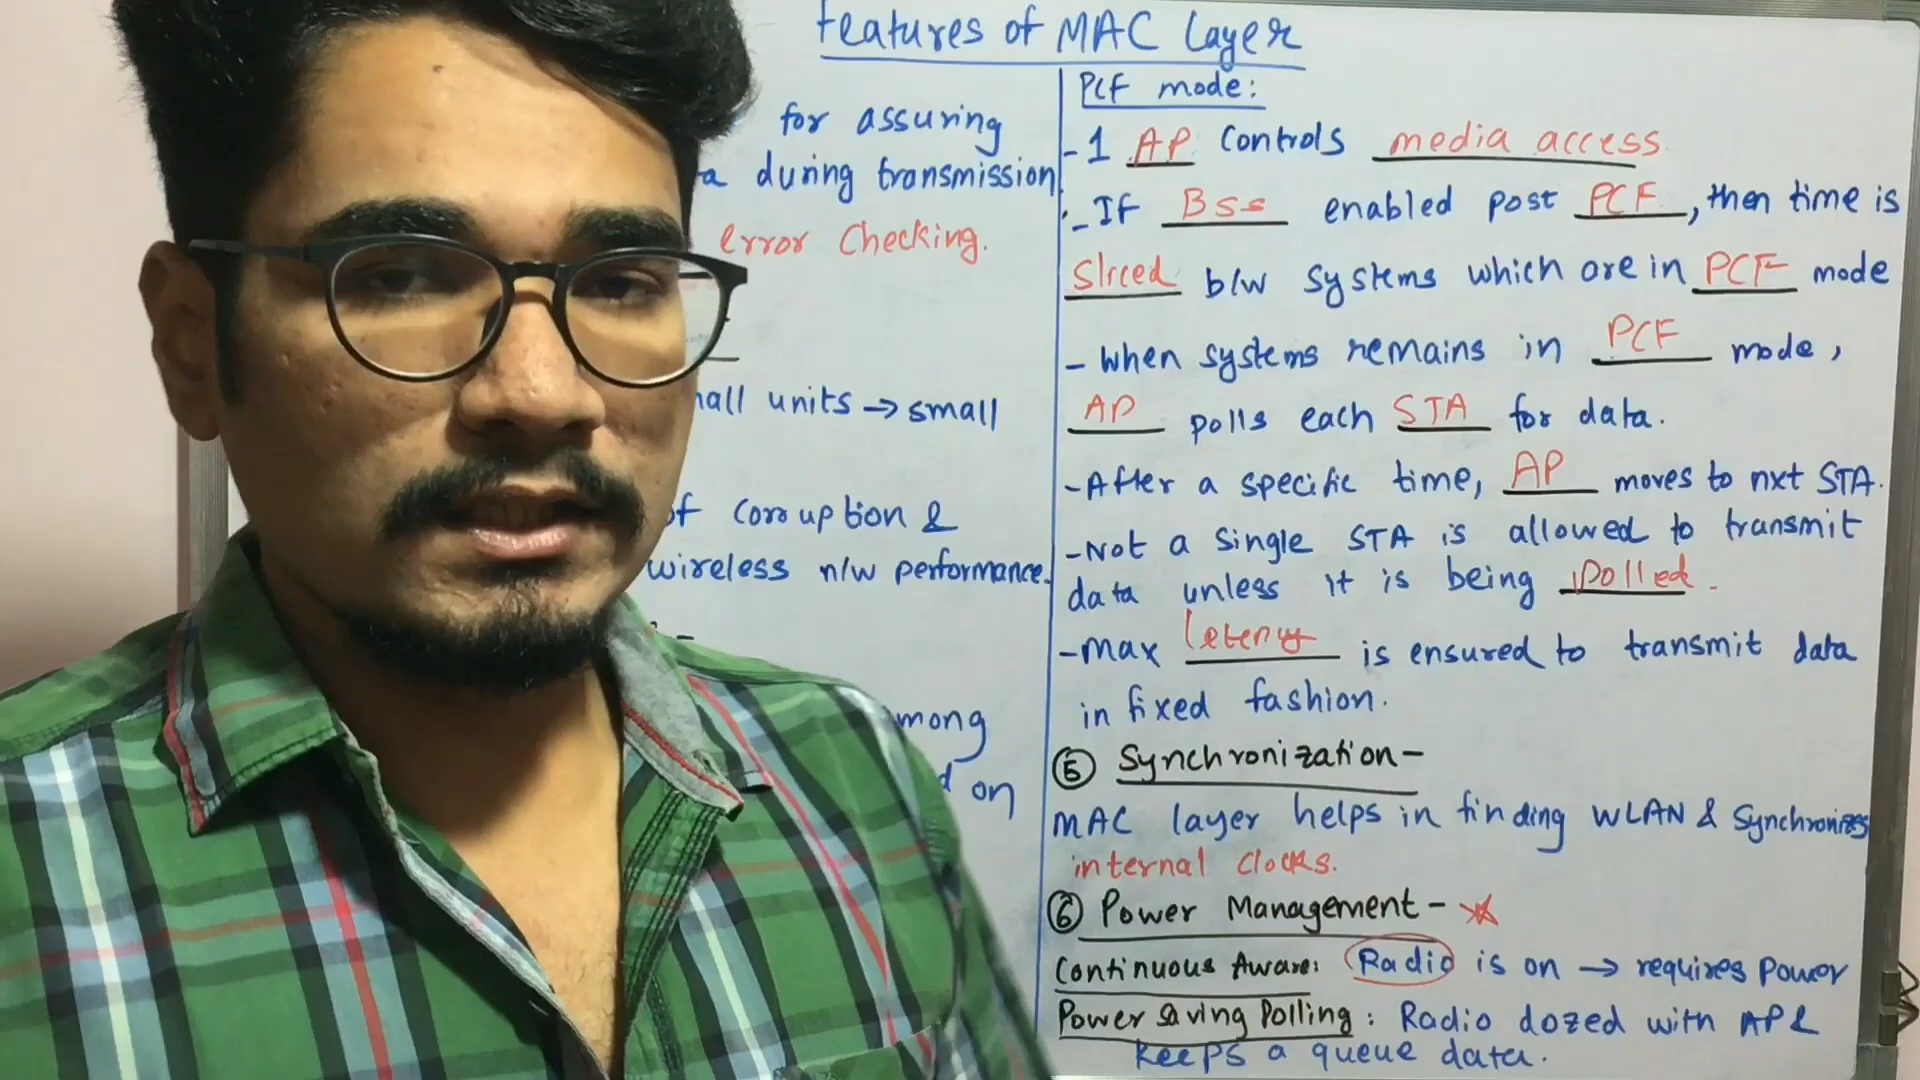 Features of MAC Layer
for assuring
a during transmission
error Checking.
all units → small
of corruption &
wireless n/w performance.
among
d on
PCF mode:
- 1 AP controls media access.
- If BSS enabled post PCF, then time is
Sliced b/w systems which are in PCF mode
- when systems remains in PCF mode,
AP polls each STA for data.
- After a specific time, AP moves to nxt STA.
- Not a single STA is allowed to transmit
data unless it is being polled.
- max is ensured to transmit data
in fixed fashion.
⑤ Synchronization -
MAC layer helps in finding WLAN & Synchronizes
internal clocks.
⑥ Power Management -
Continuous Aware: Radio is on → requires power
Power Saving Polling: Radio dozed with AP &
keeps a queue data.